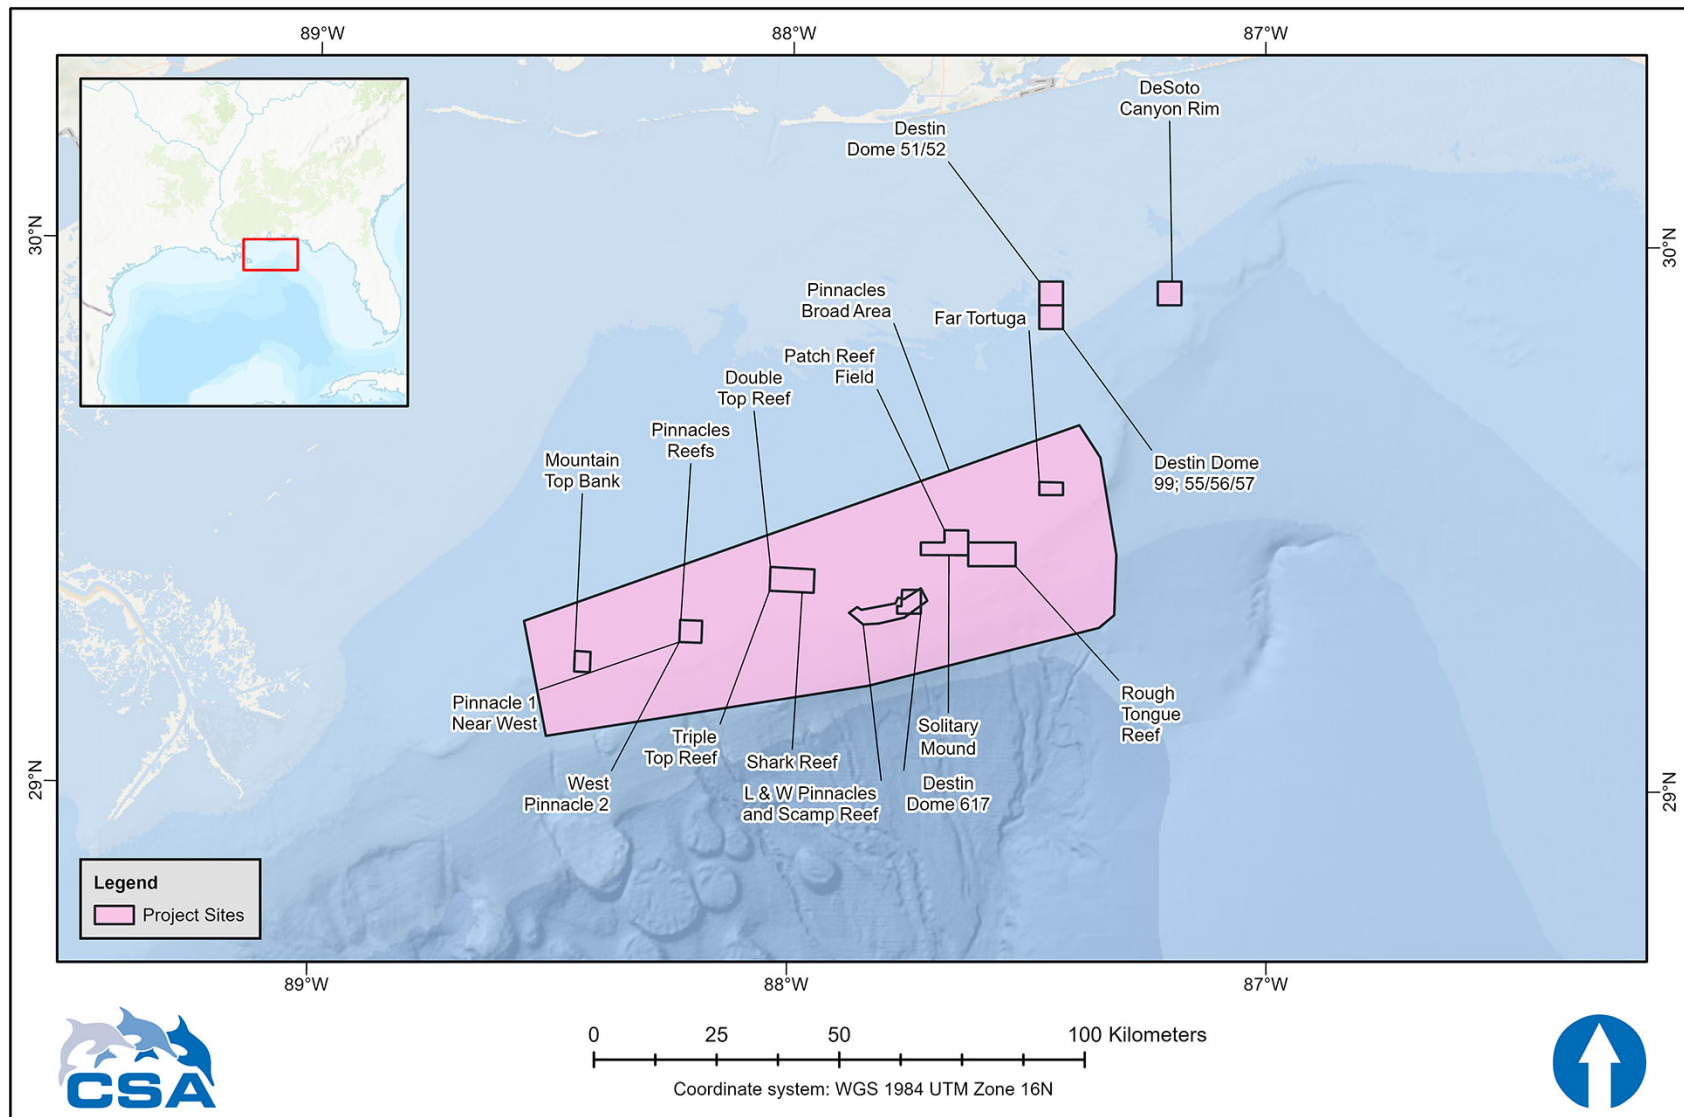 89°W
88°W
87°W
DeSoto
Canyon Rim
Destin
Dome 51/52
30°N
30°N
Pinnacles
Broad Area
Far Tortuga
Patch Reef
Field
Double
Top Reef
Pinnacles
Reefs
Mountain
Top Bank
Destin Dome
99; 55/56/57
Pinnacle 1
Near West
Rough
Tongue
Reef
Solitary
Mound
Triple
Top Reef
Shark Reef
West
Pinnacle 2
L & W Pinnacles
and Scamp Reef
Destin
Dome 617
29°N
29°N
Legend
Project Sites
89°W
88°W
87°W
CSA
0 25 50 100 Kilometers
Coordinate system: WGS 1984 UTM Zone 16N